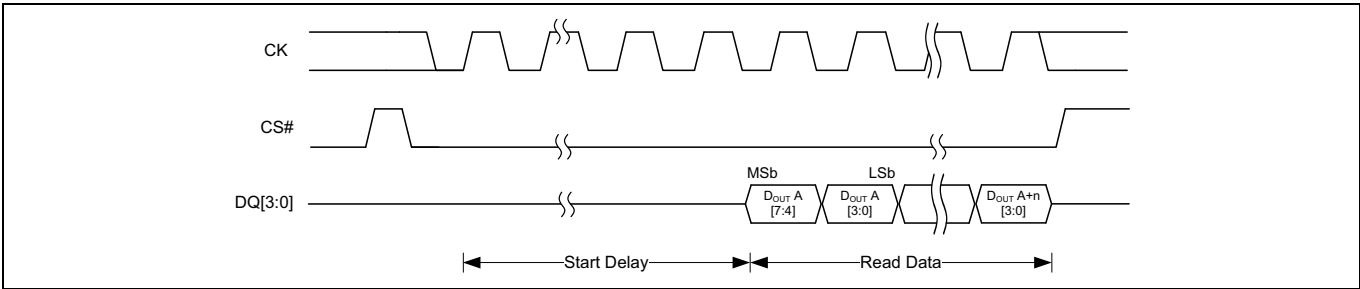 CK
CS#
MSb LSb
DQ[3:0] DOUT A DOUT A DOUT A+n
[7:4] [3:0] [3:0]
Start Delay Read Data